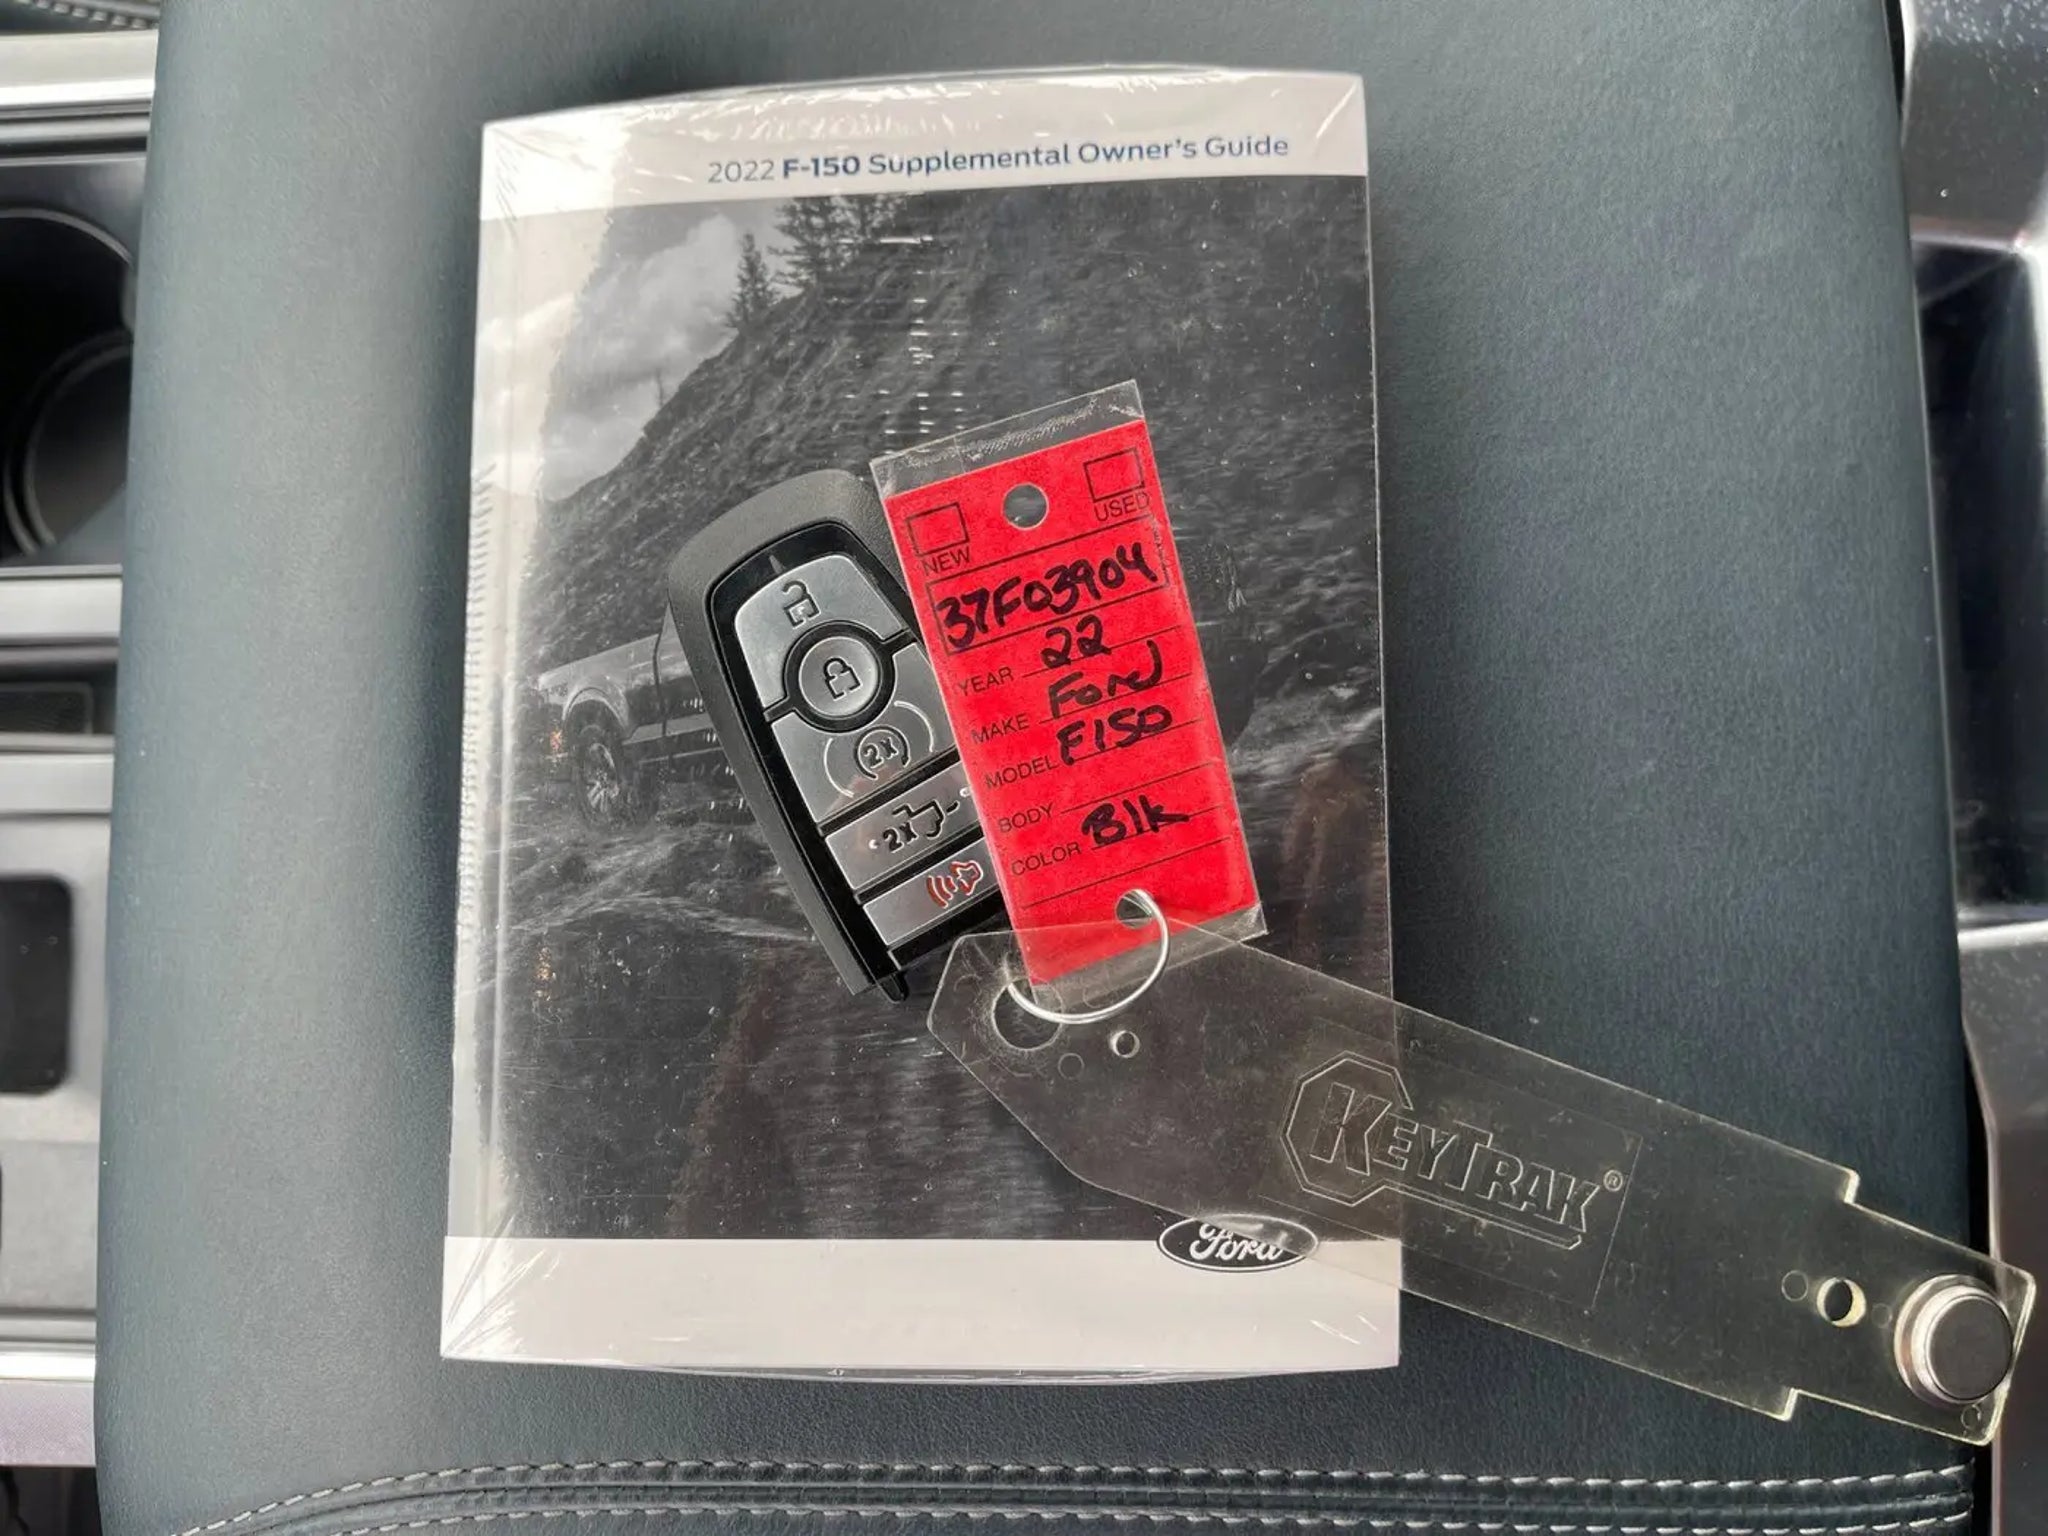 2022 F-150 Supplemental Owner's Guide
NEW
USED
37F03904
YEAR 22
MAKE Ford
MODEL F150
BODY
COLOR Blk
2X
2X
KEYTRAK®
Ford